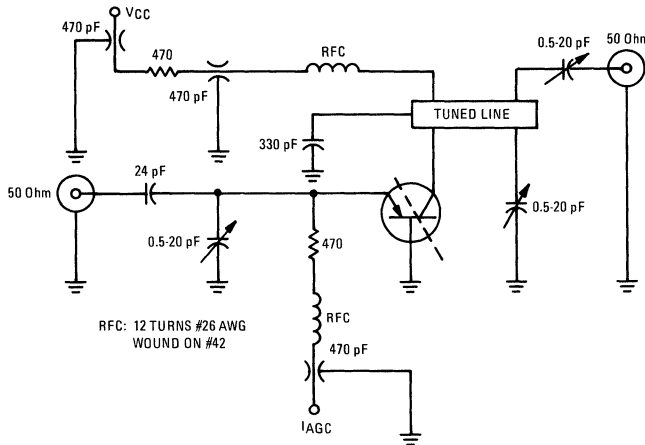 VCC
470 pF
470
470 pF
RFC
0.5-20 pF
50 Ohm
TUNED LINE
330 pF
24 pF
50 Ohm
0.5-20 pF
0.5-20 pF
470
RFC
RFC: 12 TURNS #26 AWG
WOUND ON #42
470 pF
IAGC